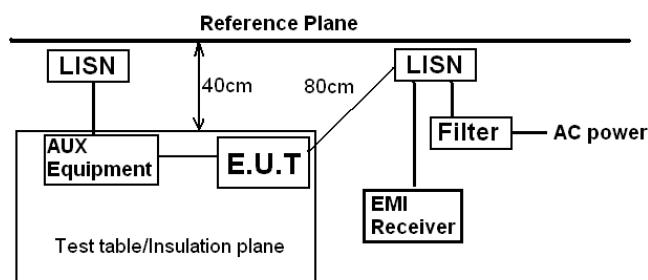 Reference Plane
LISN
40cm
80cm
LISN
AUX
Equipment
E.U.T
Filter
AC power
EMI
Receiver
Test table/Insulation plane